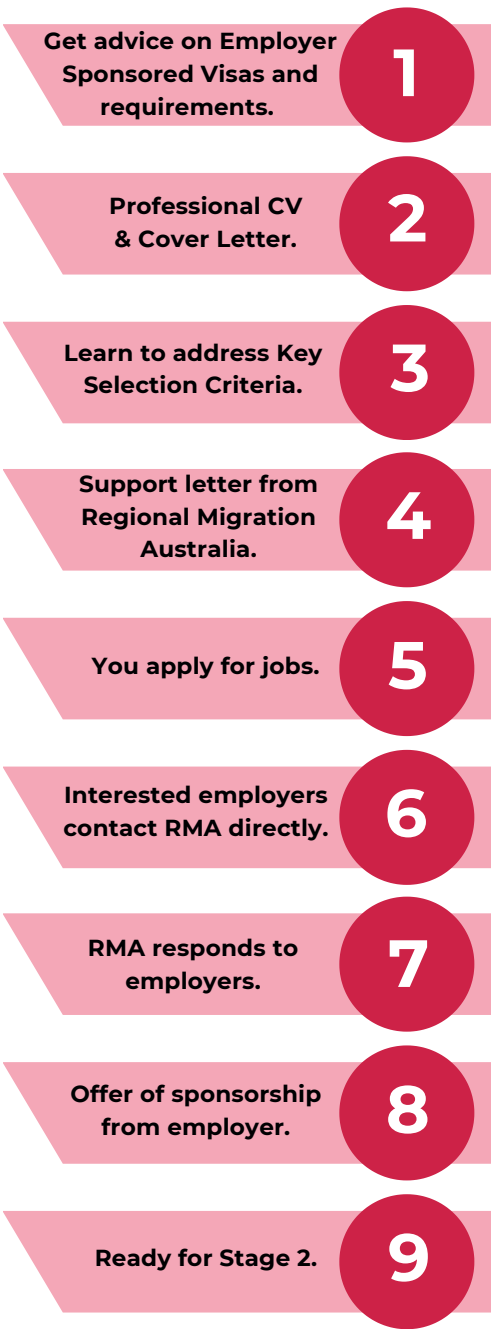 Get advice on Employer
Sponsored Visas and
requirements.
1
Professional CV
& Cover Letter.
2
Learn to address Key
Selection Criteria.
3
Support letter from
Regional Migration
Australia.
4
You apply for jobs.
5
Interested employers
contact RMA directly.
6
RMA responds to
employers.
7
Offer of sponsorship
from employer.
8
Ready for Stage 2.
9